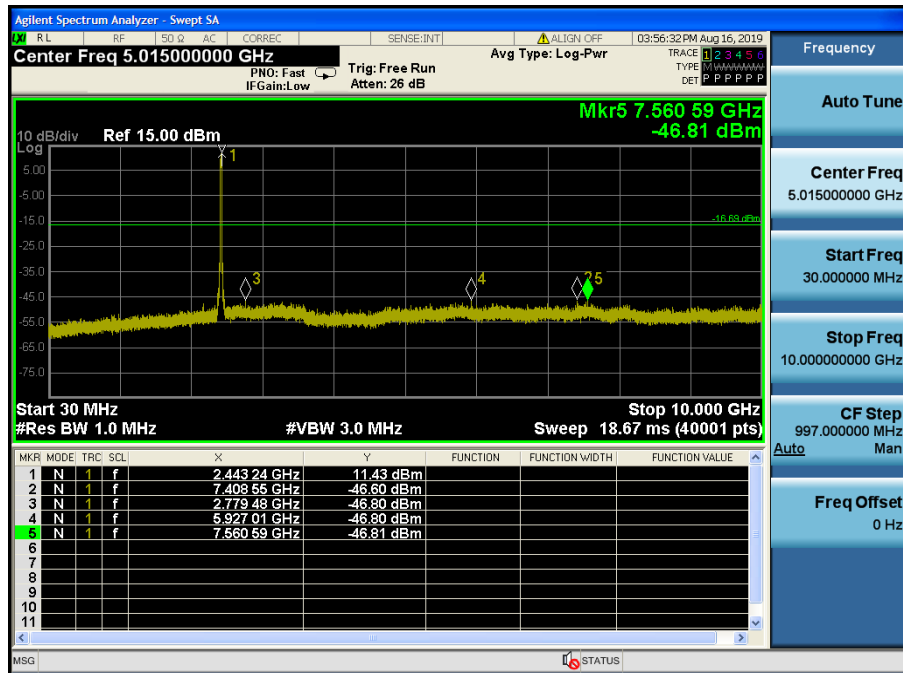 Agilent Spectrum Analyzer - Swept SA
LXI RL RF 50 Ω AC CORREC SENSE:INT ALIGN OFF 03:56:32 PM Aug 16, 2019
Center Freq 5.015000000 GHz
PNO: Fast
IFGain:Low
Trig: Free Run
Atten: 26 dB
Avg Type: Log-Pwr
TRACE 1 2 3 4 5 6
TYPE M WWWWW
DET P P P P P P
Mkr5 7.560 59 GHz
-46.81 dBm
10 dB/div Ref 15.00 dBm
Log
5.00
-5.00
-15.0
-25.0
-35.0
-45.0
-55.0
-65.0
-75.0
1
-16.69 dBm
3
4
25
Start 30 MHz Stop 10.000 GHz
#Res BW 1.0 MHz #VBW 3.0 MHz Sweep 18.67 ms (40001 pts)
MKR MODE TRC SCL X Y FUNCTION FUNCTION WIDTH FUNCTION VALUE
1 N 1 f 2.443 24 GHz 11.43 dBm
2 N 1 f 7.408 55 GHz -46.60 dBm
3 N 1 f 2.779 48 GHz -46.80 dBm
4 N 1 f 5.927 01 GHz -46.80 dBm
5 N 1 f 7.560 59 GHz -46.81 dBm
6
7
8
9
10
11
MSG STATUS
Frequency
Auto Tune
Center Freq
5.015000000 GHz
Start Freq
30.000000 MHz
Stop Freq
10.000000000 GHz
CF Step
997.000000 MHz
Auto Man
Freq Offset
0 Hz